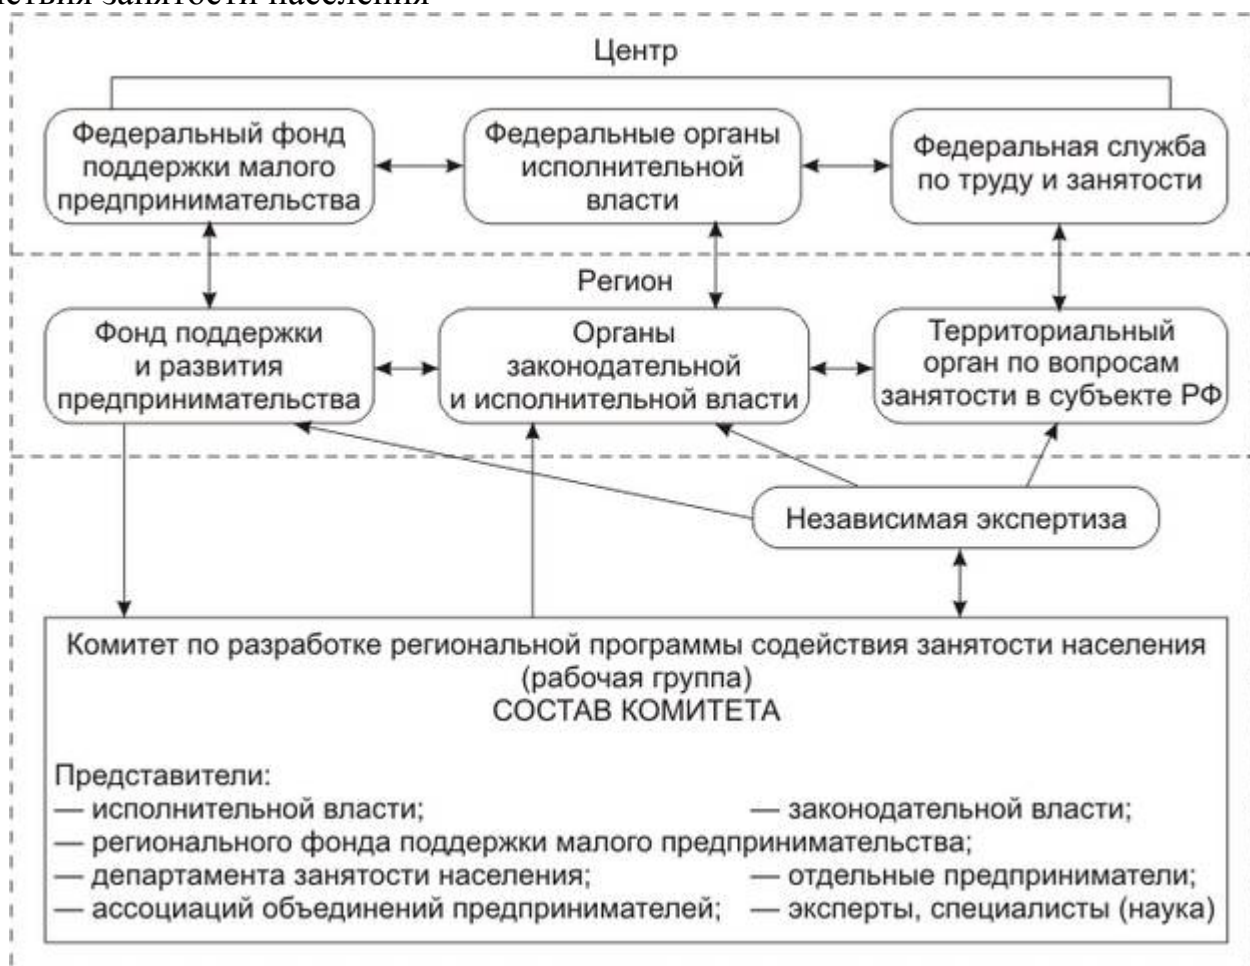 ствия занятости населения
Центр
Федеральный фонд
поддержки малого
предпринимательства
Федеральные органы
исполнительной
власти
Федеральная служба
по труду и занятости
Регион
Фонд поддержки
и развития
предпринимательства
Органы
законодательной
и исполнительной власти
Территориальный
орган по вопросам
занятости в субъекте РФ
Независимая экспертиза
Комитет по разработке региональной программы содействия занятости населения
(рабочая группа)
СОСТАВ КОМИТЕТА
Представители:
— исполнительной власти; — законодательной власти;
— регионального фонда поддержки малого предпринимательства;
— департамента занятости населения; — отдельные предприниматели;
— ассоциаций объединений предпринимателей; — эксперты, специалисты (наука)